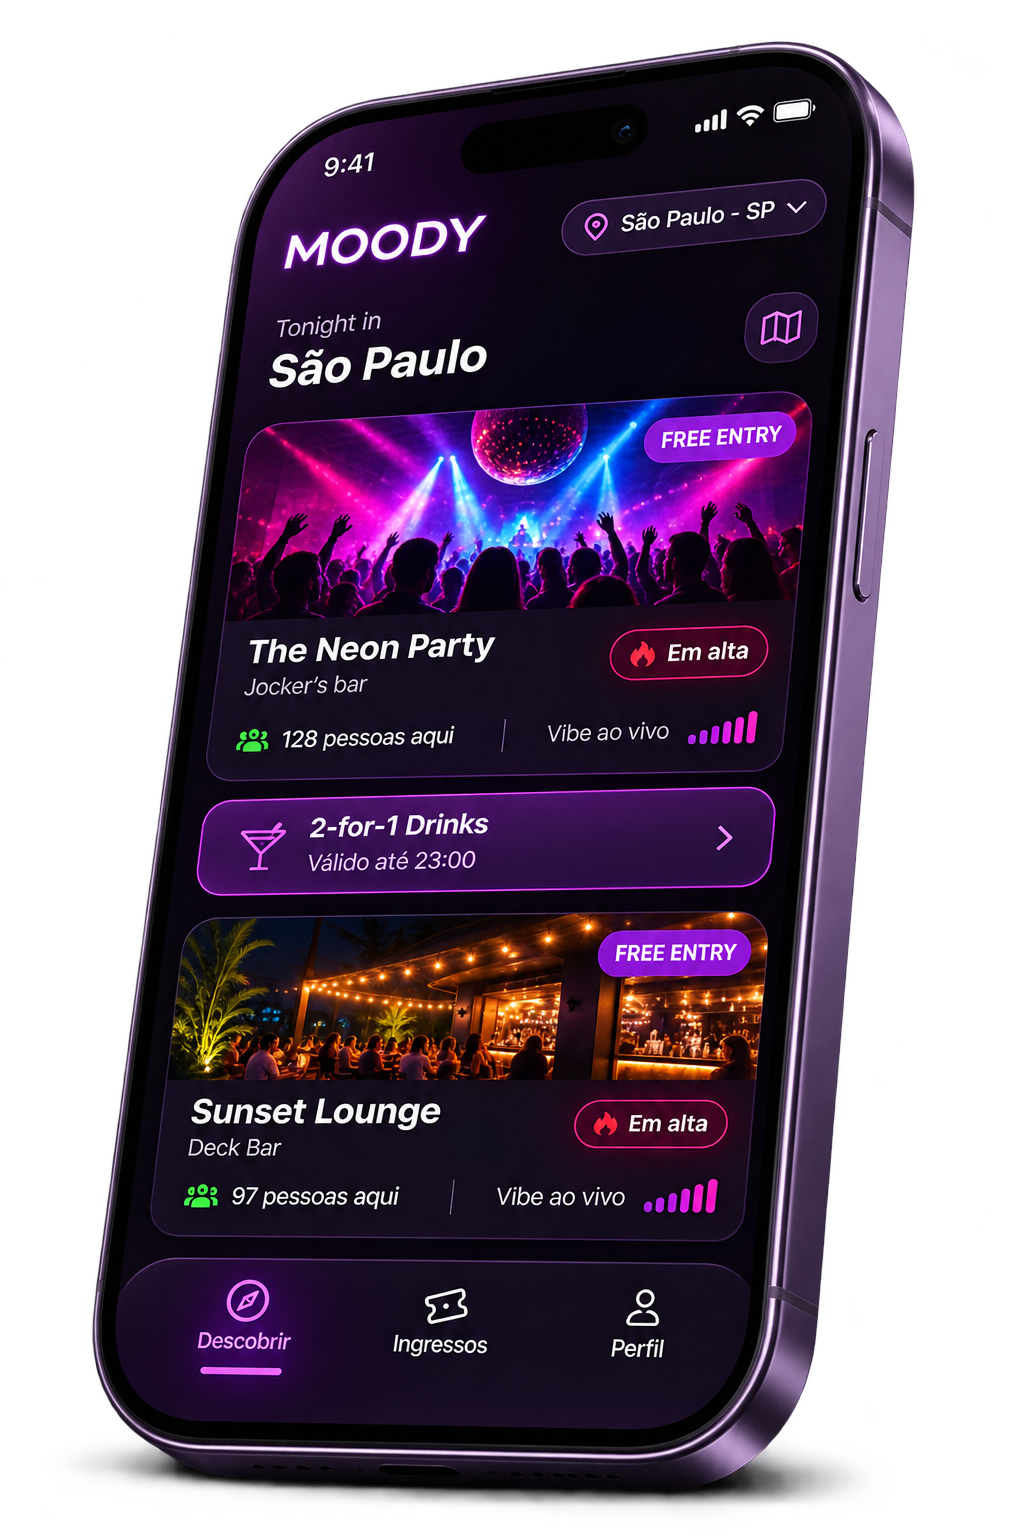 9:41
MOODY
São Paulo - SP
Tonight in
São Paulo
FREE ENTRY
The Neon Party
Em alta
Jocker's bar
128 pessoas aqui
Vibe ao vivo
2-for-1 Drinks
Válido até 23:00
FREE ENTRY
Sunset Lounge
Em alta
Deck Bar
97 pessoas aqui
Vibe ao vivo
Descobrir
Ingressos
Perfil